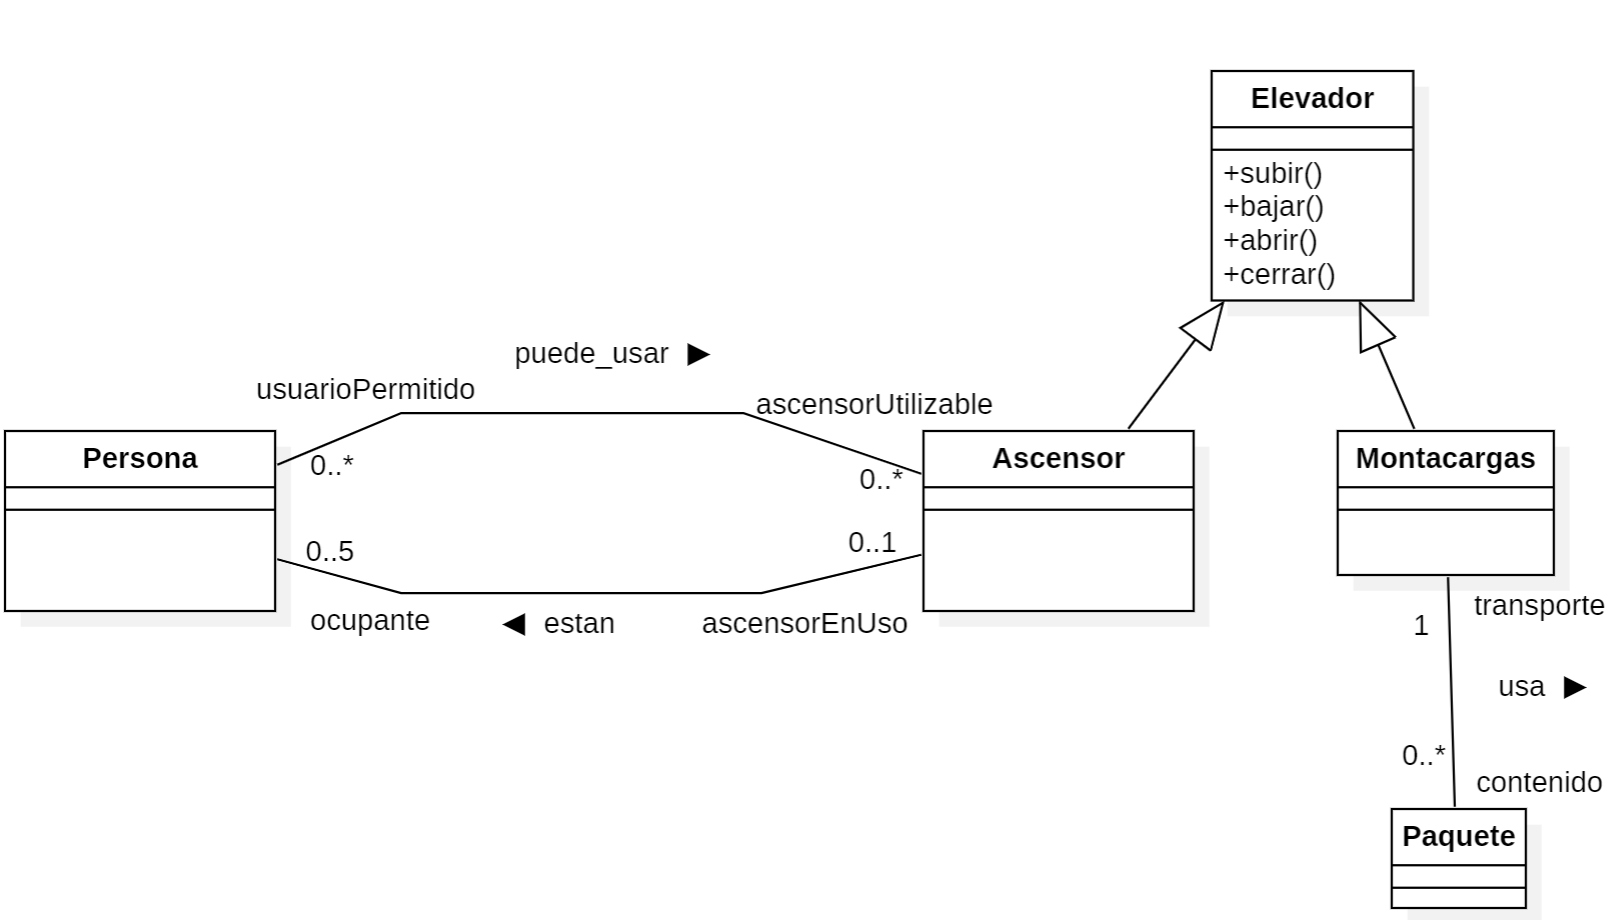 Elevador
+subir()
+bajar()
+abrir()
+cerrar()
puede_usar ►
usuarioPermitido
ascensorUtilizable
Persona
0..*
Ascensor
0..*
Montacargas
0..5
0..1
ocupante
◄ estan
ascensorEnUso
transporte
1
usa ►
0..*
contenido
Paquete